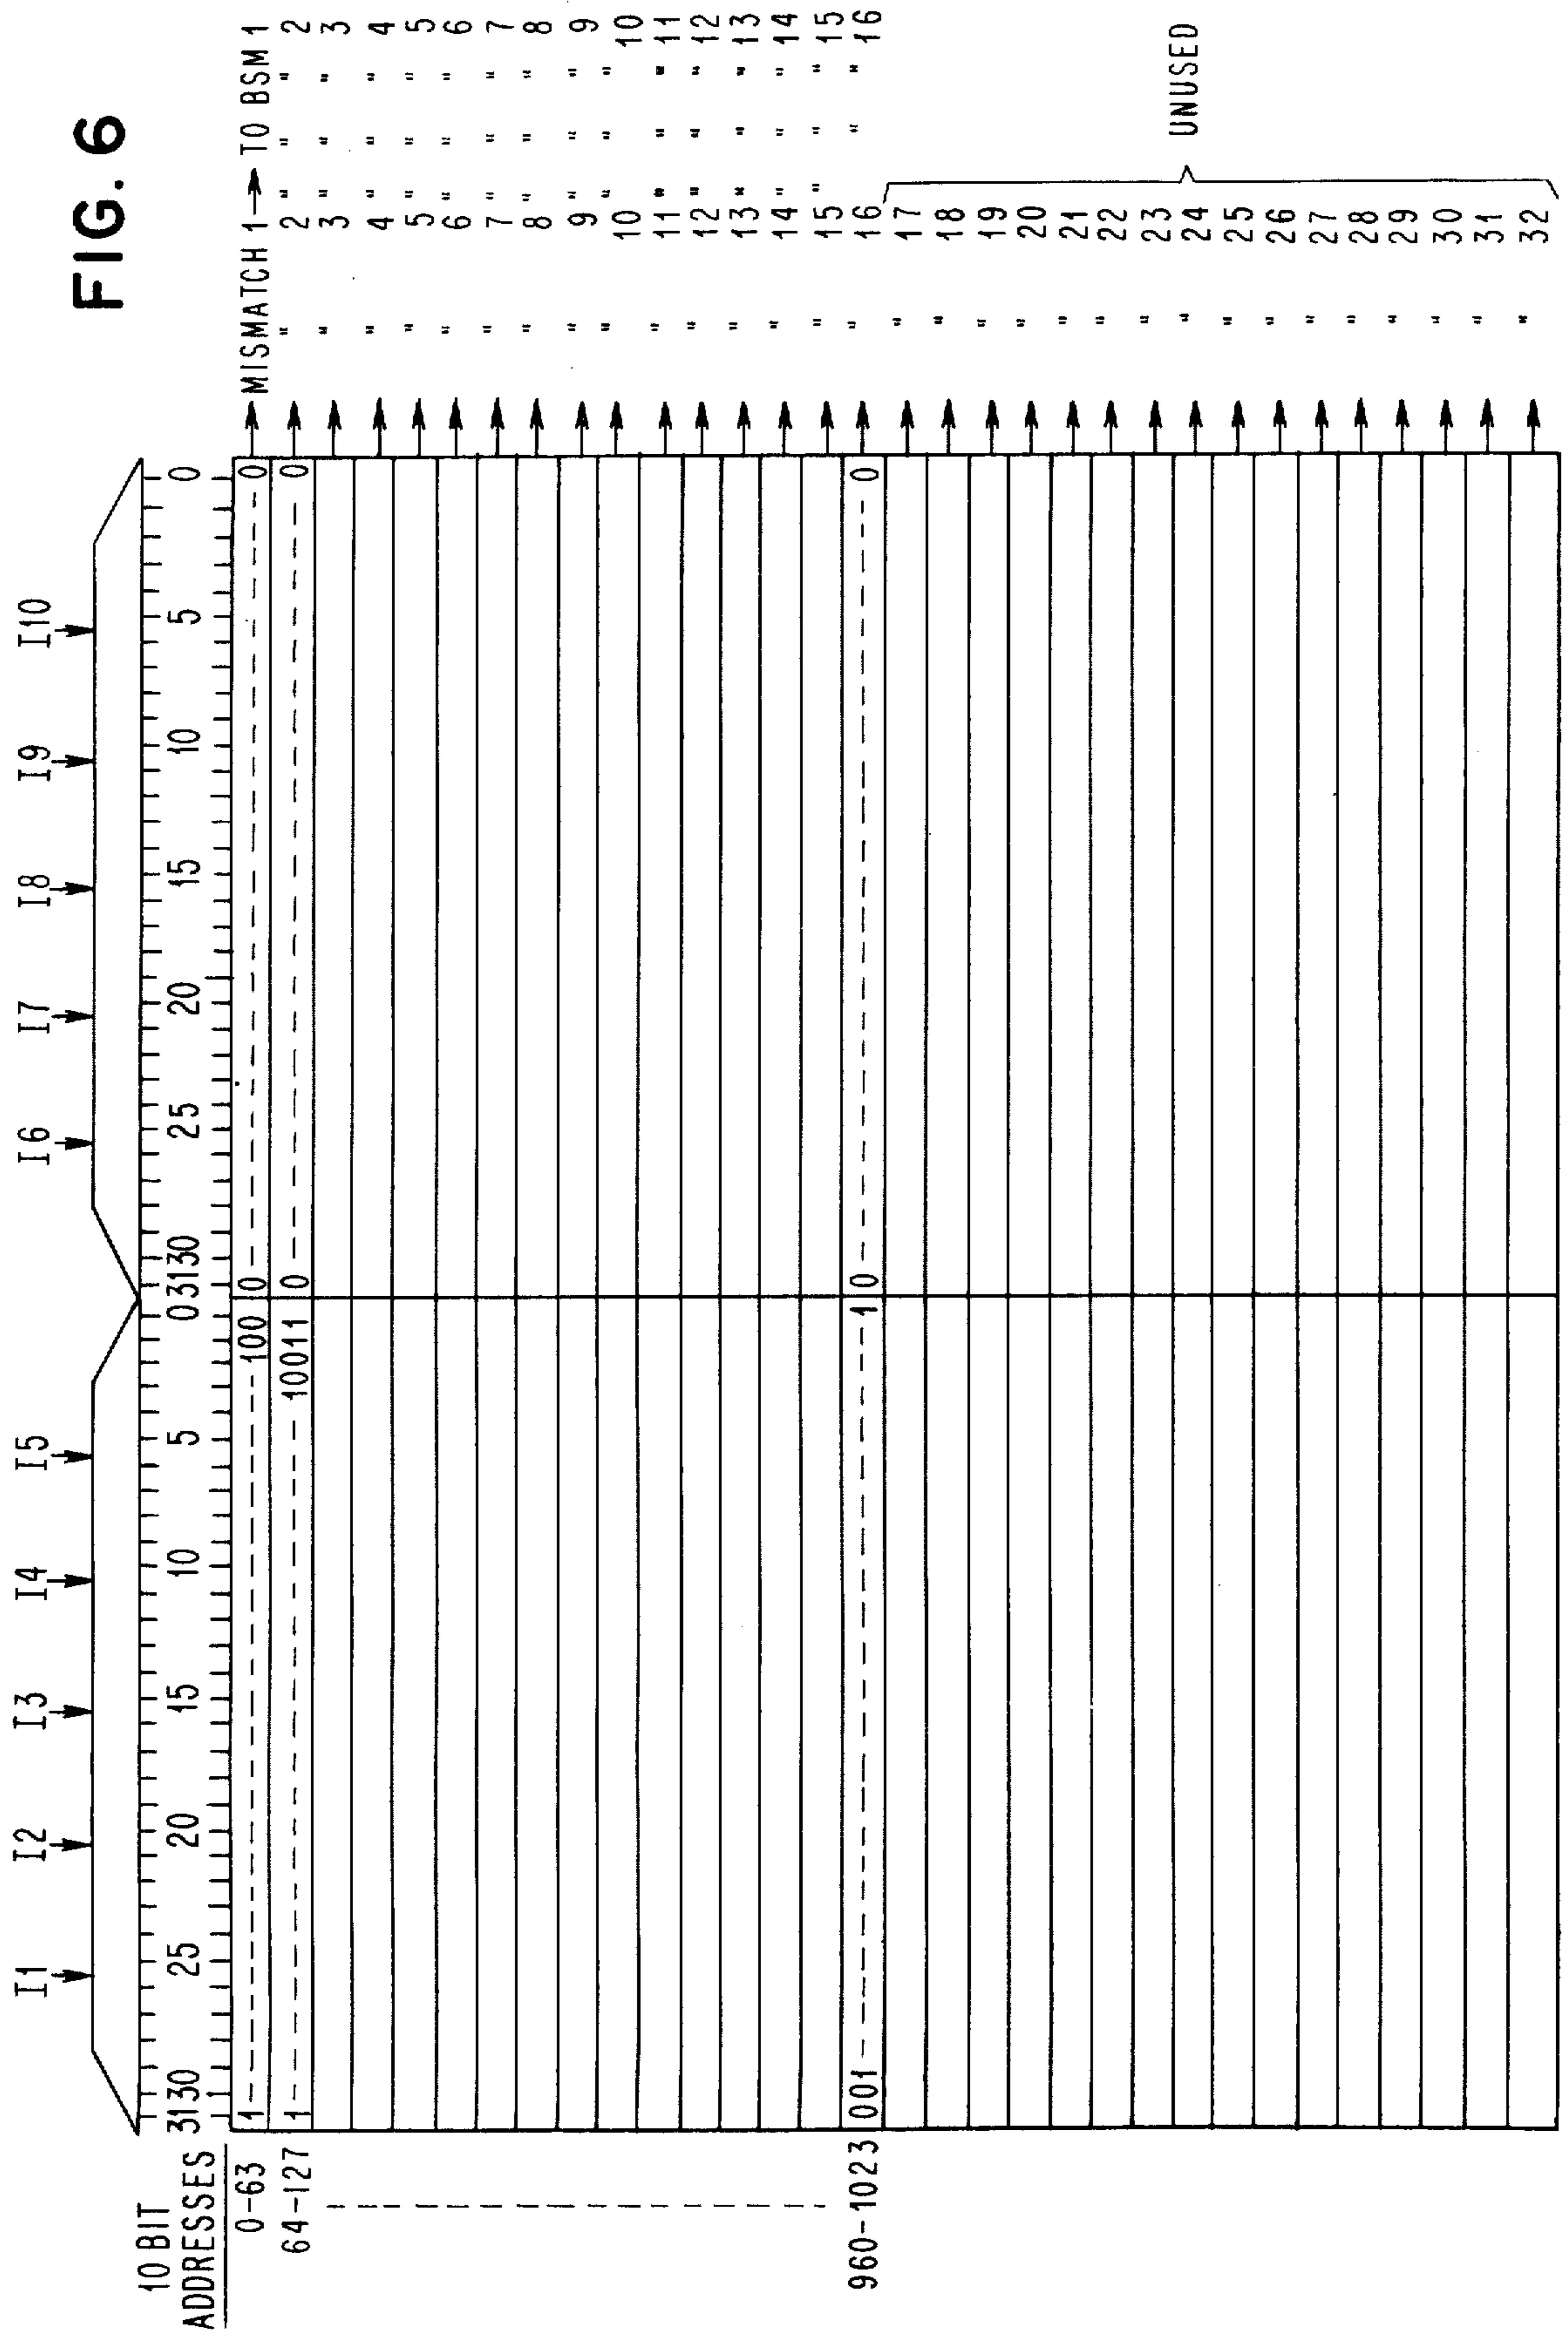 FIG. 6
I1 I2 I3 I4 I5 I6 I7 I8 I9 I10
10 BIT
ADDRESSES
31 30 25 20 15 10 5 0 31 30 25 20 15 10 5 0
0-63 1 ---- 100 0 ---- 0 MISMATCH 1 → TO BSM 1
64-127 1 ---- 10011 0 ---- 0 " 2 " " " 2
" 3 " " " 3
" 4 " " " 4
" 5 " " " 5
" 6 " " " 6
" 7 " " " 7
" 8 " " " 8
" 9 " " " 9
" 10 " " " 10
" 11 " " " 11
" 12 " " " 12
" 13 " " " 13
" 14 " " " 14
" 15 " " " 15
960-1023 001 ---- 1 0 ---- 0 " 16 " " 16
" 17
" 18
" 19
" 20
" 21
" 22
" 23
" 24
UNUSED
" 25
" 26
" 27
" 28
" 29
" 30
" 31
" 32